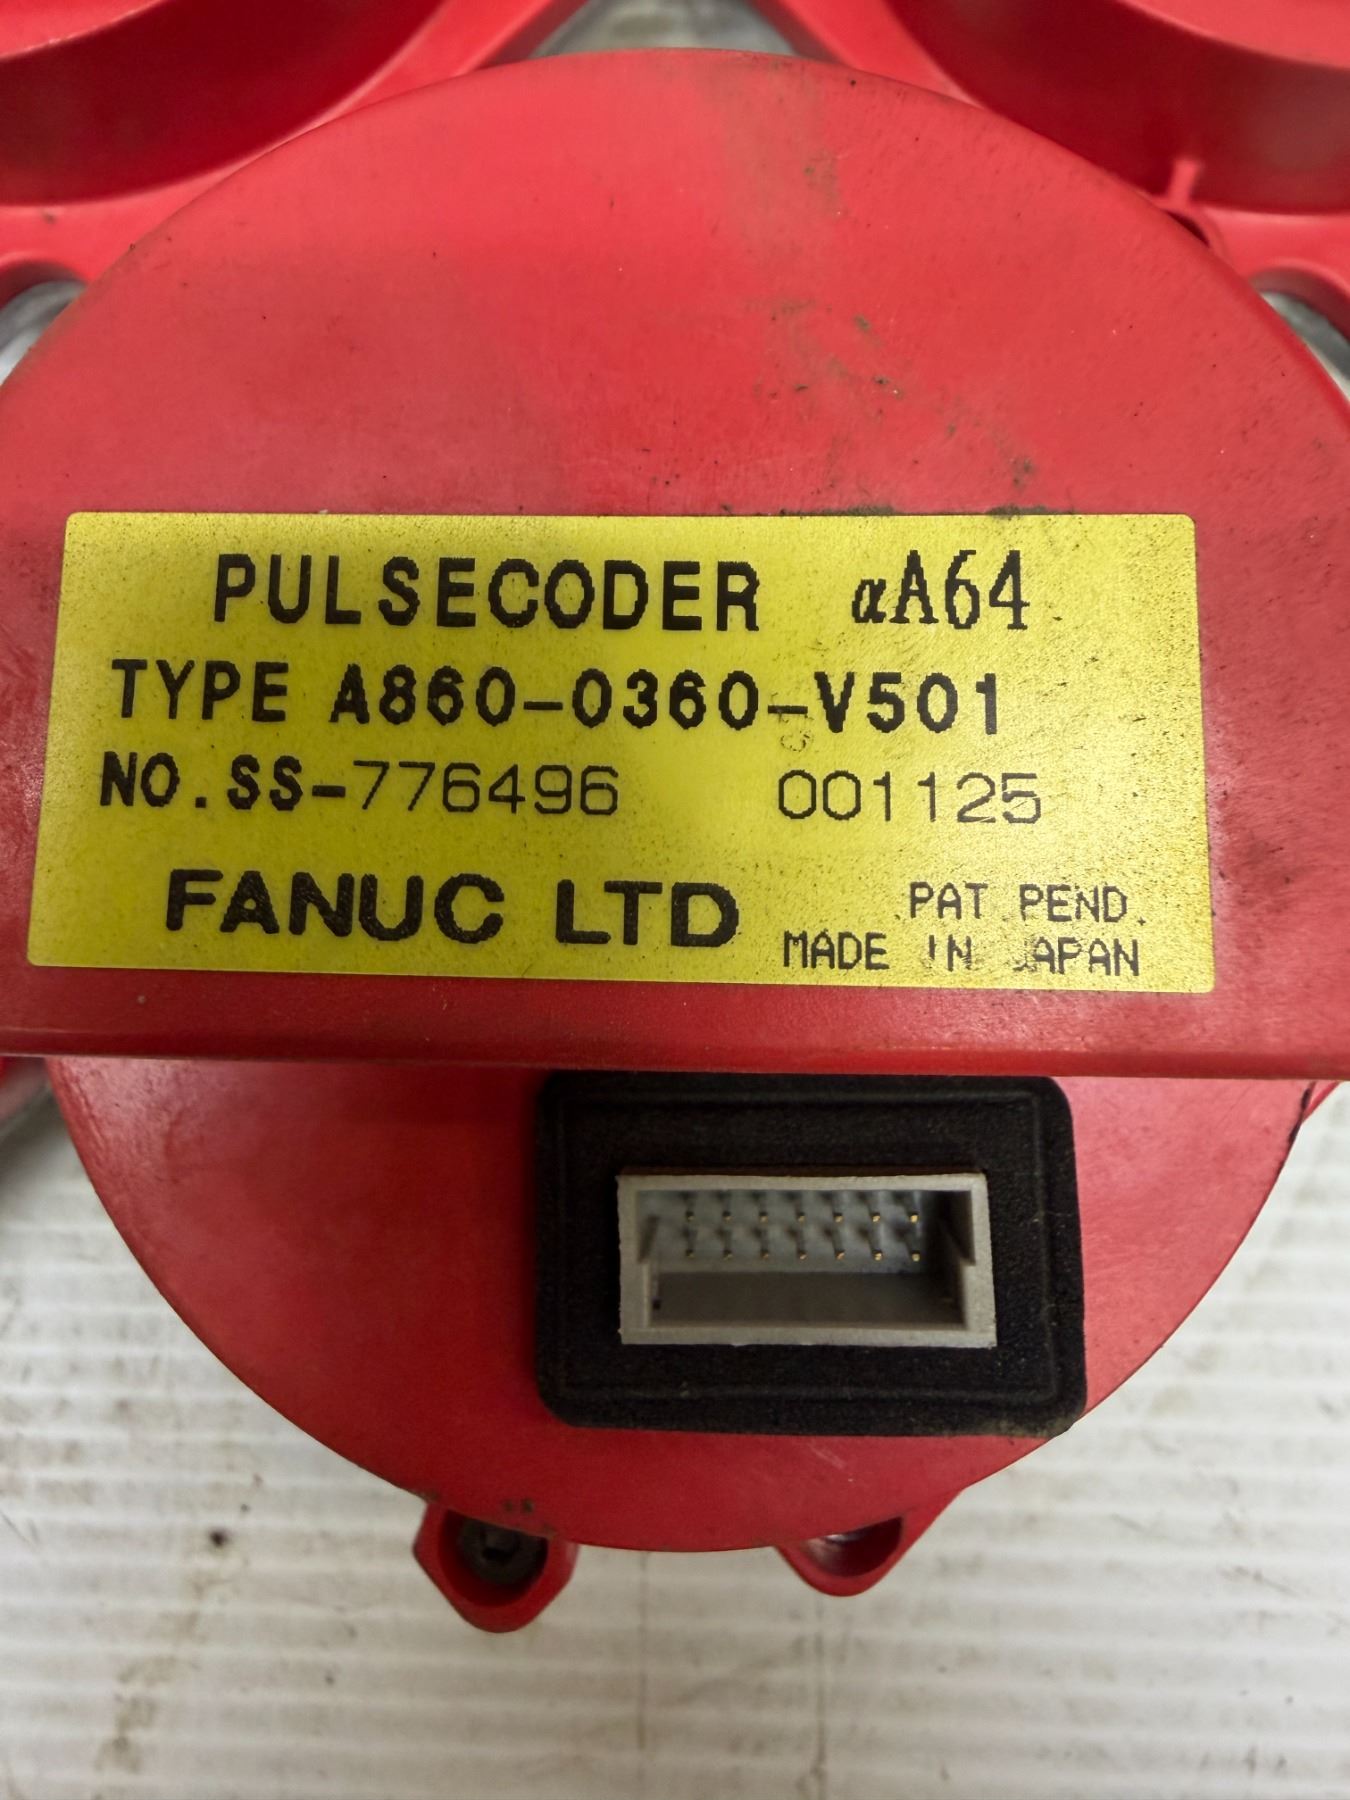 PULSECODER αA64
TYPE A860-0360-V501
NO.SS-776496 001125
FANUC LTD
PAT.PEND.
MADE IN JAPAN